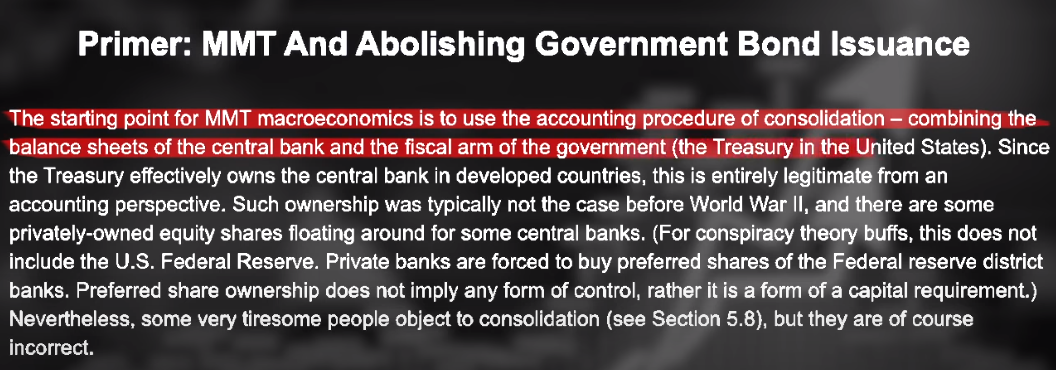 Primer: MMT And Abolishing Government Bond Issuance
The starting point for MMT macroeconomics is to use the accounting procedure of consolidation – combining the
balance sheets of the central bank and the fiscal arm of the government (the Treasury in the United States). Since
the Treasury effectively owns the central bank in developed countries, this is entirely legitimate from an
accounting perspective. Such ownership was typically not the case before World War II, and there are some
privately-owned equity shares floating around for some central banks. (For conspiracy theory buffs, this does not
include the U.S. Federal Reserve. Private banks are forced to buy preferred shares of the Federal reserve district
banks. Preferred share ownership does not imply any form of control, rather it is a form of a capital requirement.)
Nevertheless, some very tiresome people object to consolidation (see Section 5.8), but they are of course
incorrect.